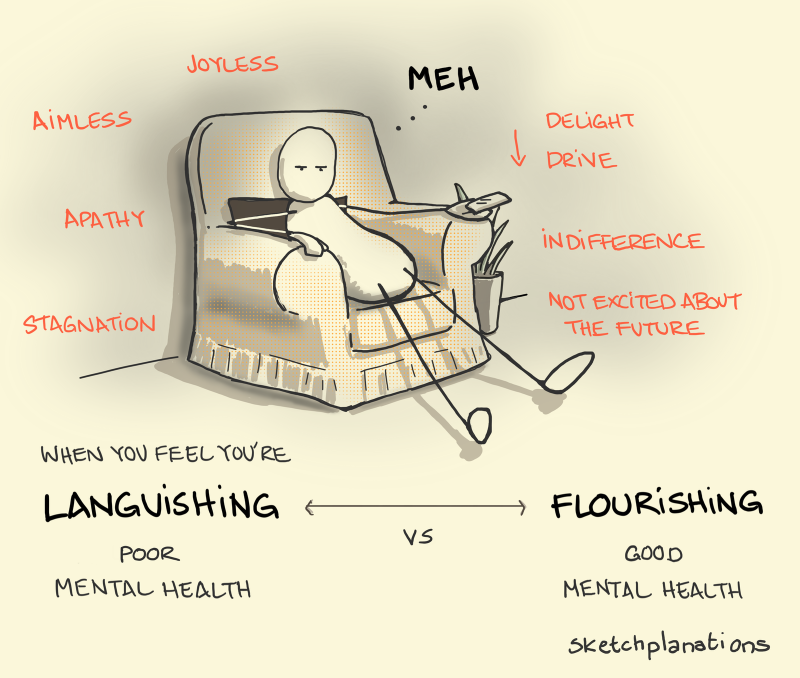 JOYLESS
MEH
AiMLESS
DELiGHT
DRiVE
APATHY
iNDiFFERENCE
STAGNATiON
NOT EXCiTED ABOUT
THE FUTURE
WHEN YOU FEEL YOU'RE
LANGUiSHiNG
VS
FLOURiSHiNG
POOR
MENTAL HEALTH
GOOD
MENTAL HEALTH
sketchplanations